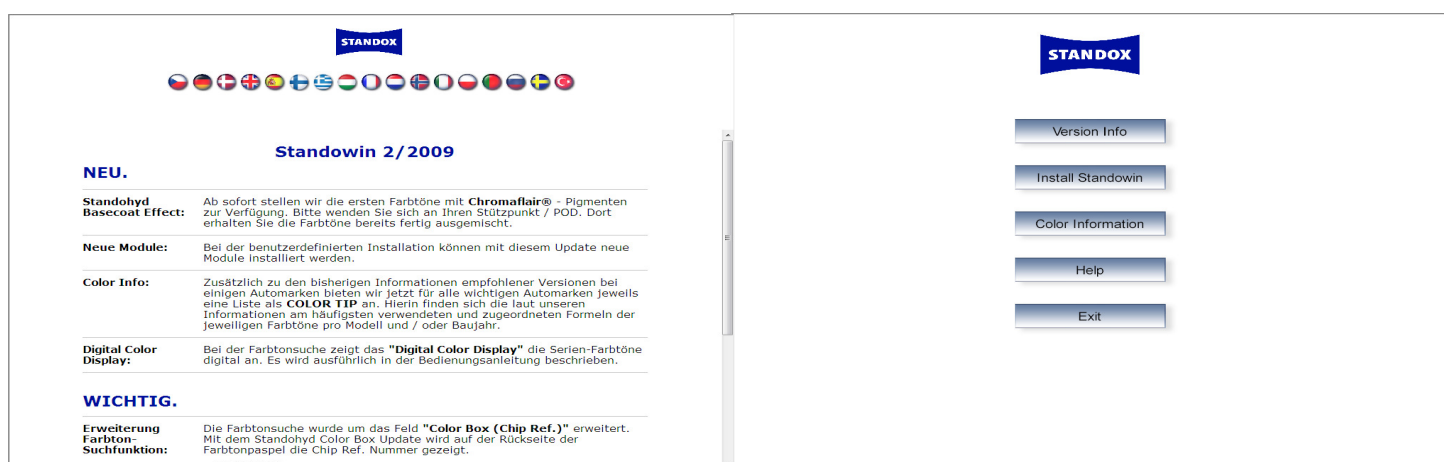 STANDOX
Standowin 2/2009
NEU.
Standohyd
Basecoat Effect:
Ab sofort stellen wir die ersten Farbtöne mit Chromaflair® - Pigmenten
zur Verfügung. Bitte wenden Sie sich an Ihren Stützpunkt / POD. Dort
erhalten Sie die Farbtöne bereits fertig ausgemischt.
Neue Module:
Bei der benutzerdefinierten Installation können mit diesem Update neue
Module installiert werden.
Color Info:
Zusätzlich zu den bisherigen Informationen empfohlener Versionen bei
einigen Automarken bieten wir jetzt für alle wichtigen Automarken jeweils
eine Liste als COLOR TIP an. Hierin finden sich die laut unseren
Informationen am häufigsten verwendeten und zugeordneten Formeln der
jeweiligen Farbtöne pro Modell und / oder Baujahr.
Digital Color
Display:
Bei der Farbtonsuche zeigt das "Digital Color Display" die Serien-Farbtöne
digital an. Es wird ausführlich in der Bedienungsanleitung beschrieben.
WICHTIG.
Erweiterung
Farbton-
Suchfunktion:
Die Farbtonsuche wurde um das Feld "Color Box (Chip Ref.)" erweitert.
Mit dem Standohyd Color Box Update wird auf der Rückseite der
Farbtonpaspel die Chip Ref. Nummer gezeigt.
STANDOX
Version Info
Install Standowin
Color Information
Help
Exit